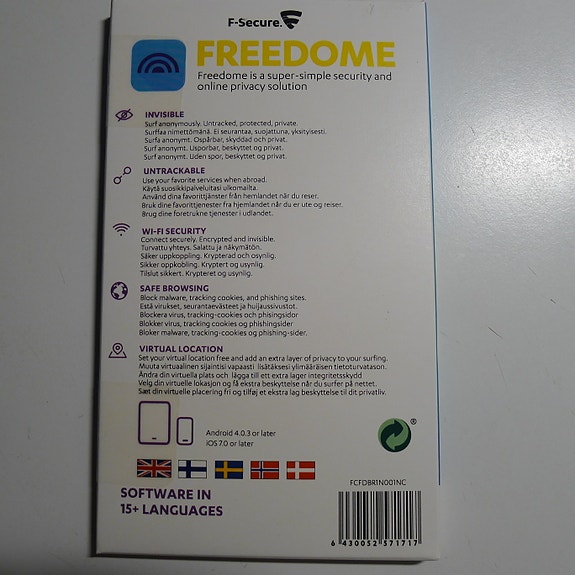 F-Secure.
FREEDOME
Freedome is a super-simple security and
online privacy solution
INVISIBLE
Surf anonymously. Untracked, protected, private.
Surffaa nimettömänä. Ei seurantaa, suojattuna, yksityisesti.
Surfa anonymt. Ospårbar, skyddad och privat.
Surf anonymt. Usporbar, beskyttet og privat.
Surf anonymt. Uden spor, beskyttet og privat.
UNTRACKABLE
Use your favorite services when abroad.
Käytä suosikkipalveluitasi ulkomailta.
Använd dina favorittjänster från hemlandet när du reser.
Bruk dine favorittjenester fra hjemlandet når du er ute og reiser.
Brug dine foretrukne tjenester i udlandet.
WI-FI SECURITY
Connect securely. Encrypted and invisible.
Turvattu yhteys. Salattu ja näkymätön.
Säker uppkoppling. Krypterad och osynlig.
Sikker oppkobling. Kryptert og usynlig.
Tilslut sikkert. Krypteret og usynlig.
SAFE BROWSING
Block malware, tracking cookies, and phishing sites.
Estä virukset, seurantaevästeet ja huijaussivustot.
Blockera virus, tracking-cookies och phisingsidor
Blokker virus, tracking cookies og phishingsider
Bloker malware, tracking-cookies og phishing-sider.
VIRTUAL LOCATION
Set your virtual location free and add an extra layer of privacy to your surfing.
Muuta virtuaalinen sijaintisi vapaasti lisätäksesi ylimääräisen tietoturvatason.
Ändra din virtuella plats och lägga till ett extra lager integritetsskydd
Velg din virtuelle lokasjon og få ekstra beskyttelse når du surfer på nettet.
Sæt din virtuelle placering fri og tilføj et ekstra lag beskyttelse til dit privatliv.
Android 4.0.3 or later
iOS 7.0 or later
®
SOFTWARE IN
15+ LANGUAGES
FCFDBR1N001NC
6 430052 571717